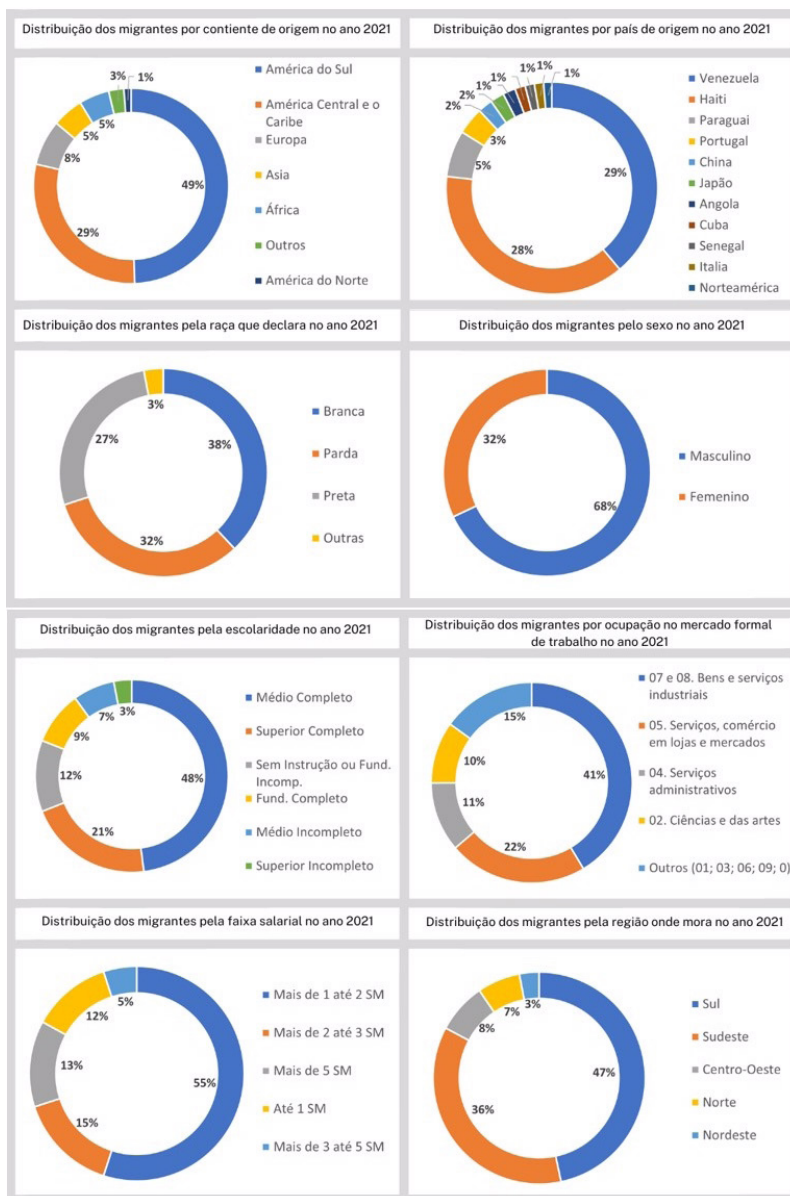 Distribuição dos migrantes por contiente de origem no ano 2021
3%
1%
5%
5%
8%
49%
29%
América do Sul
América Central e o
Caribe
Europa
Asia
África
Outros
América do Norte
Distribuição dos migrantes por país de origem no ano 2021
1%
1%
1%
1%
1%
1%
2%
2%
3%
5%
29%
28%
Venezuela
Haiti
Paraguai
Portugal
China
Japão
Angola
Cuba
Senegal
Italia
Norteamérica
Distribuição dos migrantes pela raça que declara no ano 2021
3%
27%
38%
32%
Branca
Parda
Preta
Outras
Distribuição dos migrantes pelo sexo no ano 2021
32%
68%
Masculino
Femenino
Distribuição dos migrantes pela escolaridade no ano 2021
3%
7%
9%
12%
48%
21%
Médio Completo
Superior Completo
Sem Instrução ou Fund.
Incomp.
Fund. Completo
Médio Incompleto
Superior Incompleto
Distribuição dos migrantes por ocupação no mercado formal
de trabalho no ano 2021
15%
10%
41%
11%
22%
07 e 08. Bens e serviços
industriais
05. Serviços, comércio
em lojas e mercados
04. Serviços
administrativos
02. Ciências e das artes
Outros (01; 03; 06; 09; 0)
Distribuição dos migrantes pela faixa salarial no ano 2021
5%
12%
13%
55%
15%
Mais de 1 até 2 SM
Mais de 2 até 3 SM
Mais de 5 SM
Até 1 SM
Mais de 3 até 5 SM
Distribuição dos migrantes pela região onde mora no ano 2021
3%
7%
8%
47%
36%
Sul
Sudeste
Centro-Oeste
Norte
Nordeste